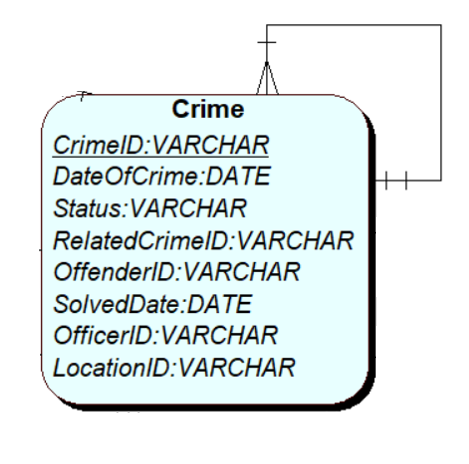 Crime
CrimeID:VARCHAR
DateOfCrime:DATE
Status:VARCHAR
RelatedCrimeID:VARCHAR
OffenderID:VARCHAR
SolvedDate:DATE
OfficerID:VARCHAR
LocationID:VARCHAR